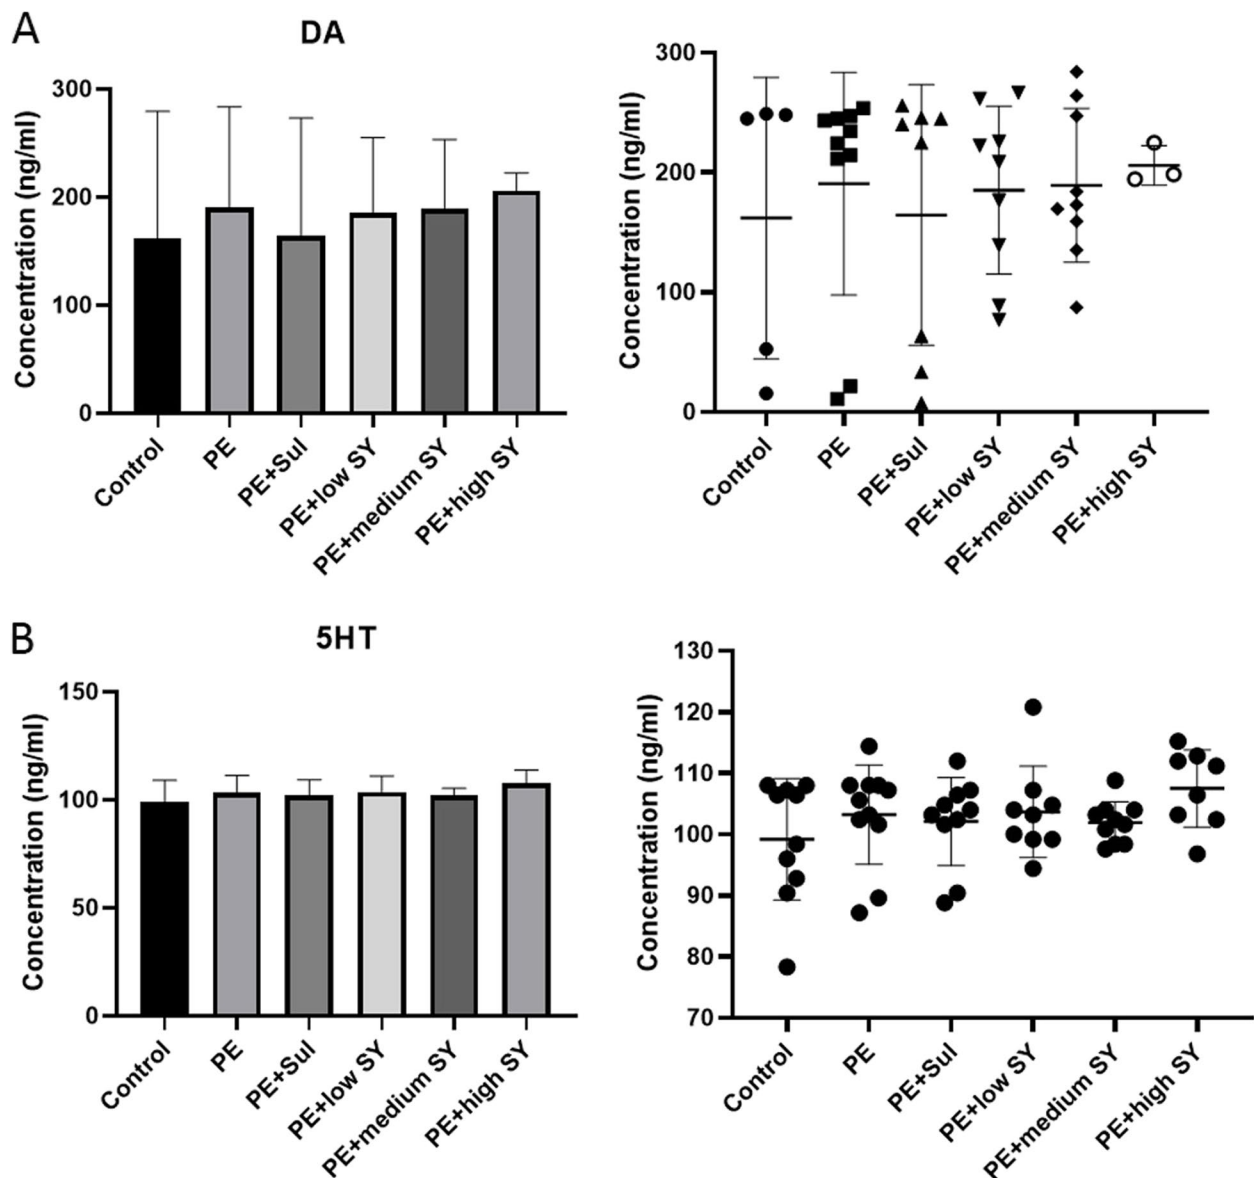 A
DA
Concentration (ng/ml)
300
200
100
0
Control
PE
PE+Sul
PE+low SY
PE+medium SY
PE+high SY
Concentration (ng/ml)
300
200
100
0
Control
PE
PE+Sul
PE+low SY
PE+medium SY
PE+high SY
B
5HT
Concentration (ng/ml)
150
100
50
0
Control
PE
PE+Sul
PE+low SY
PE+medium SY
PE+high SY
Concentration (ng/ml)
130
120
110
100
90
80
70
Control
PE
PE+Sul
PE+low SY
PE+medium SY
PE+high SY